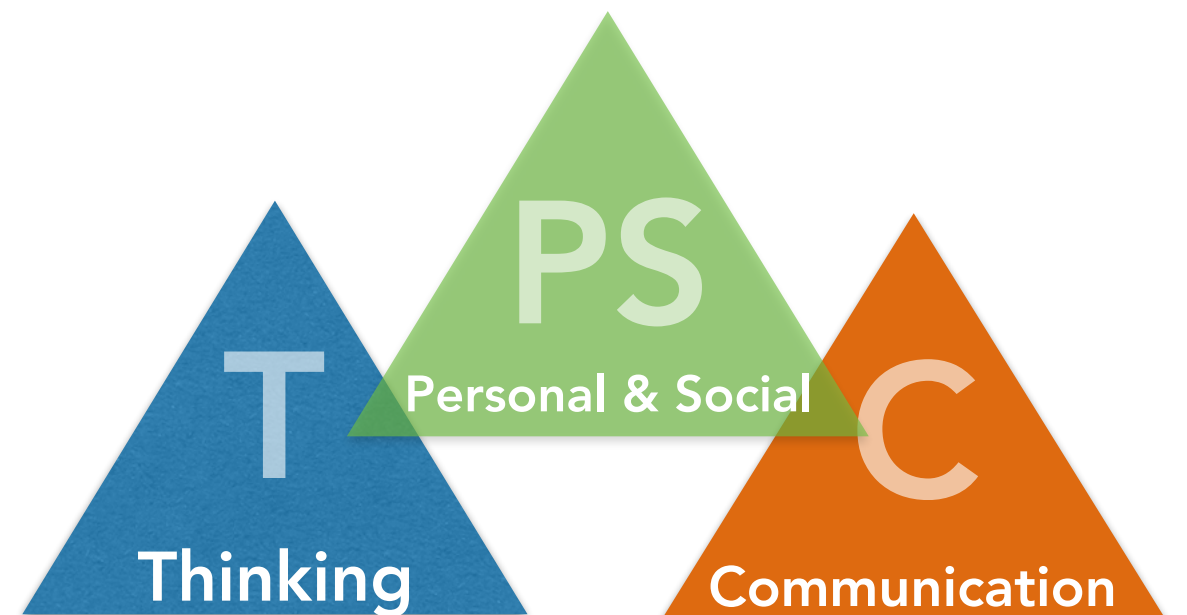 PS
Personal & Social
T
Thinking
C
Communication